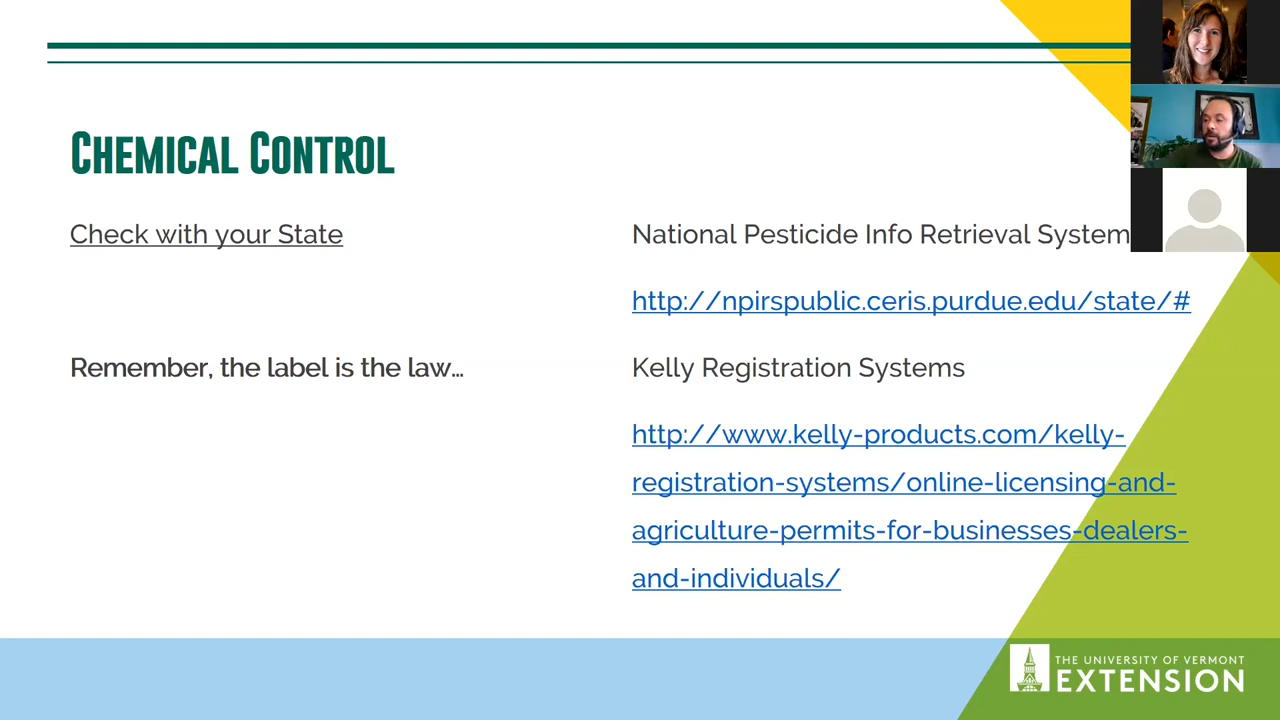 CHEMICAL CONTROL
Check with your State
Remember, the label is the law…
National Pesticide Info Retrieval System
http://npirspublic.ceris.purdue.edu/state/#
Kelly Registration Systems
http://www.kelly-products.com/kelly-
registration-systems/online-licensing-and-
agriculture-permits-for-businesses-dealers-
and-individuals/
THE UNIVERSITY OF VERMONT
EXTENSION